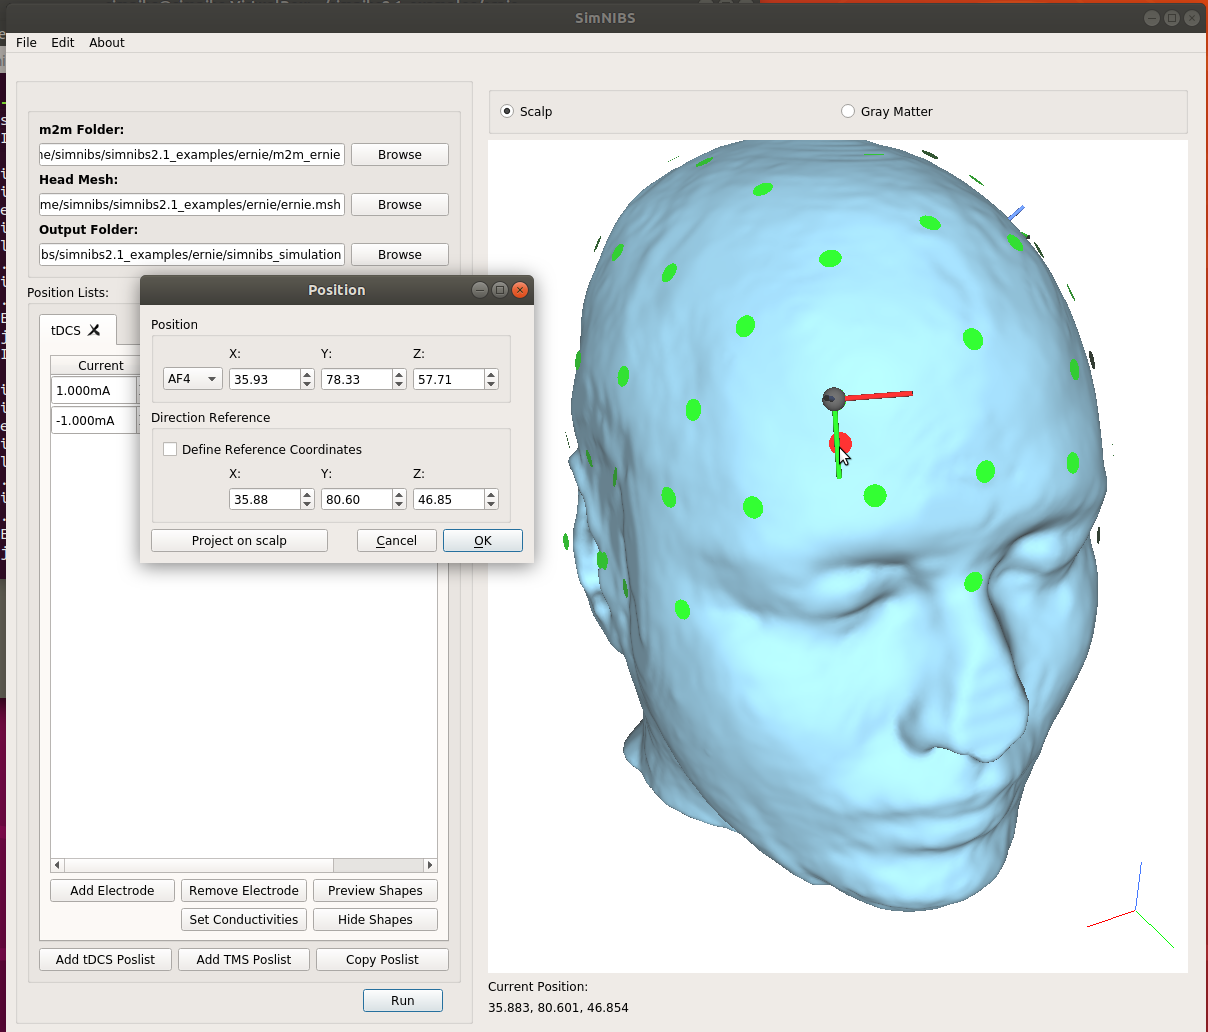 SimNIBS
File Edit About
m2m Folder:
ne/simnibs/simnibs2.1_examples/ernie/m2m_ernie Browse
Head Mesh:
me/simnibs/simnibs2.1_examples/ernie/ernie.msh Browse
Output Folder:
bs/simnibs2.1_examples/ernie/simnibs_simulation Browse
Position Lists:
tDCS
Current
1.000mA
-1.000mA
Position
Position
X: Y: Z:
AF4 35.93 78.33 57.71
Direction Reference
Define Reference Coordinates
X: Y: Z:
35.88 80.60 46.85
Project on scalp Cancel OK
Add Electrode Remove Electrode Preview Shapes
Set Conductivities Hide Shapes
Add tDCS Poslist Add TMS Poslist Copy Poslist
Run
Scalp Gray Matter
Current Position:
35.883, 80.601, 46.854